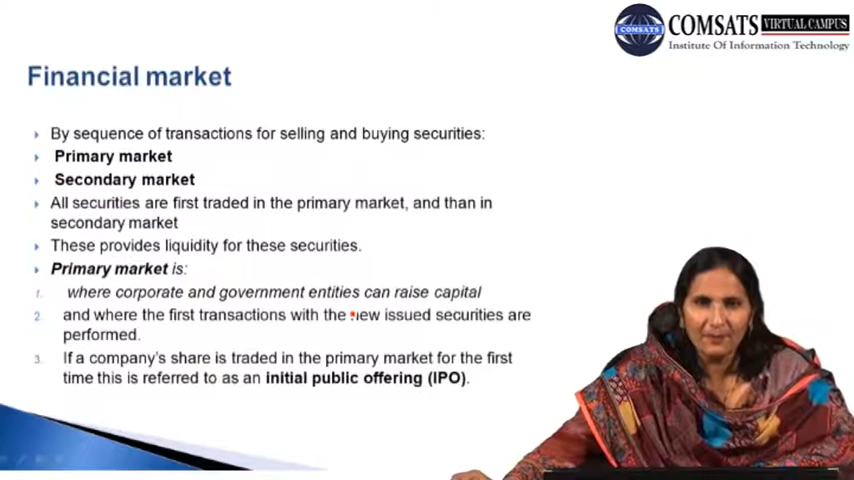 COMSATS
COMSATS VIRTUAL CAMPUS
Institute Of Information Technology
Financial market
By sequence of transactions for selling and buying securities:
Primary market
Secondary market
All securities are first traded in the primary market, and than in
secondary market
These provides liquidity for these securities.
Primary market is:
1. where corporate and government entities can raise capital
2. and where the first transactions with the new issued securities are
performed.
3. If a company's share is traded in the primary market for the first
time this is referred to as an initial public offering (IPO).